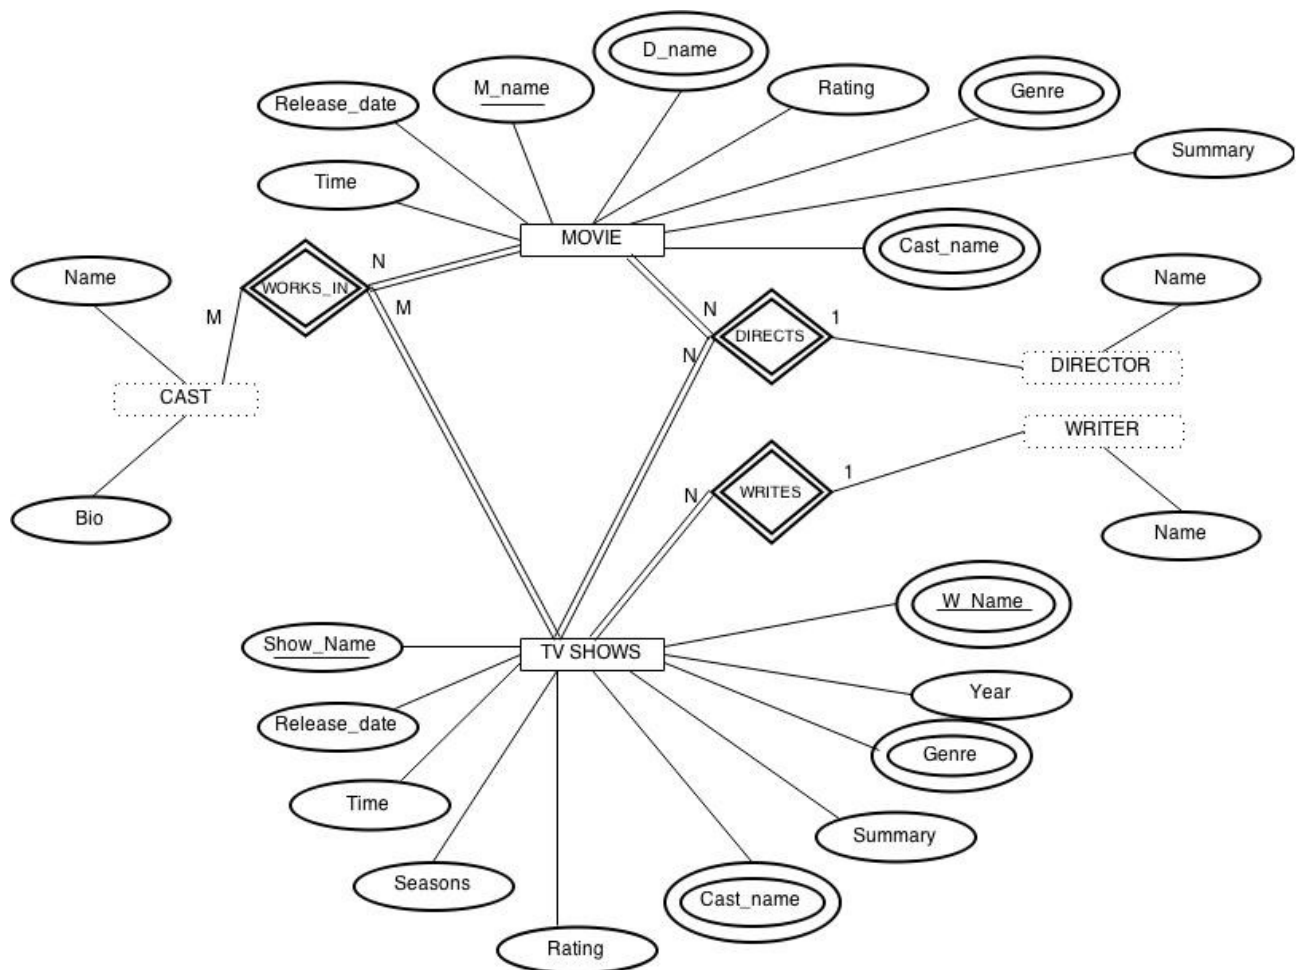 D_name
M_name
Rating
Genre
Release_date
Summary
Time
MOVIE
Cast_name
Name
N
WORKS_IN
M
M
Name
N
DIRECTS
1
N
DIRECTOR
CAST
WRITER
1
WRITES
N
Bio
Name
W_Name
Show_Name
TV SHOWS
Year
Release_date
Genre
Time
Summary
Seasons
Cast_name
Rating